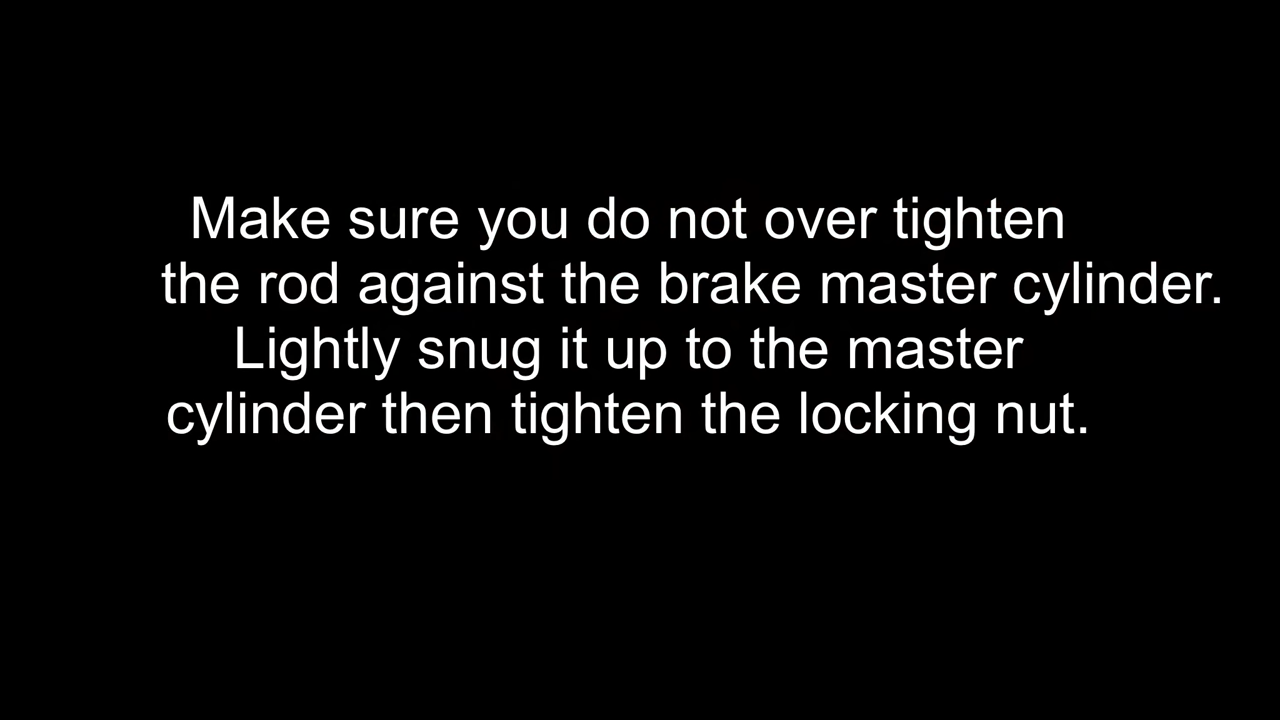 Make sure you do not over tighten
the rod against the brake master cylinder.
Lightly snug it up to the master
cylinder then tighten the locking nut.